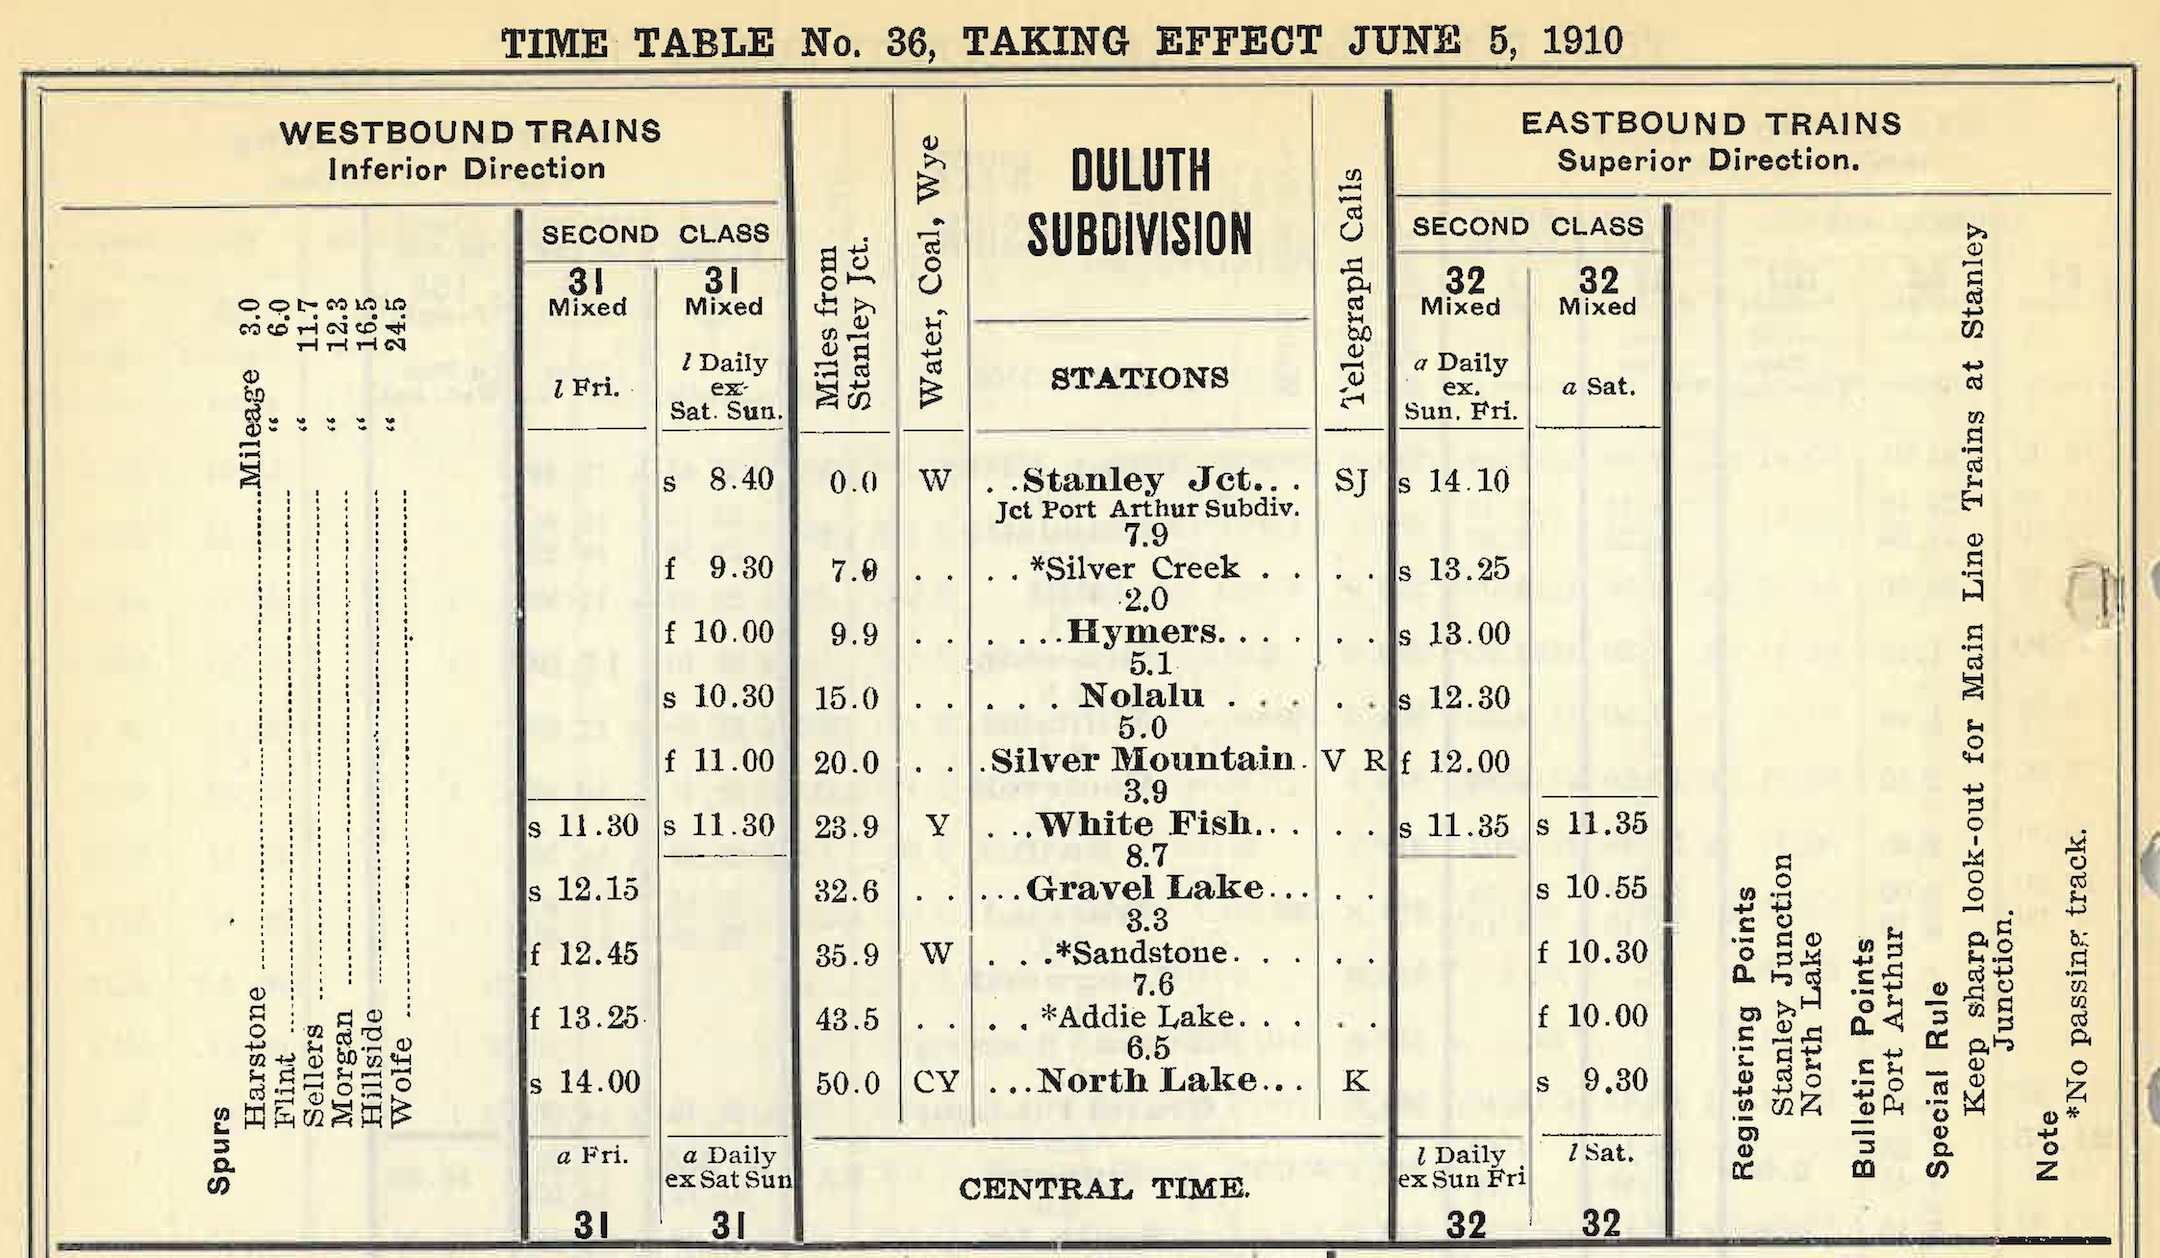 TIME TABLE No. 36, TAKING EFFECT JUNE 5, 1910
WESTBOUND TRAINS
Inferior Direction
Spurs
Harstone Mileage 3.0
Flint " 6.0
Sellers " 11.7
Morgan " 12.3
Hillside " 16.5
Wolfe " 24.5
SECOND CLASS
31 31
Mixed Mixed
l Fri. l Daily ex- Sat. Sun.
Miles from Stanley Jct.
Water, Coal, Wye
DULUTH
SUBDIVISION
STATIONS
Telegraph Calls
EASTBOUND TRAINS
Superior Direction.
SECOND CLASS
32 32
Mixed Mixed
a Daily ex. Sun. Fri. a Sat.
s 8.40 0.0 W . .Stanley Jct... SJ s 14.10
Jct Port Arthur Subdiv.
7.9
f 9.30 7.9 . . . . *Silver Creek . . . . s 13.25
2.0
f 10.00 9.9 . . . ...Hymers. . . . . . s 13.00
5.1
s 10.30 15.0 . . . . . Nolalu . . . . . s 12.30
5.0
f 11.00 20.0 . . .Silver Mountain. V R f 12.00
3.9
s 11.30 s 11.30 23.9 Y . ..White Fish.. . . . s 11.35 s 11.35
8.7
s 12.15 32.6 . . ...Gravel Lake... . . s 10.55
3.3
f 12.45 35.9 W . . .*Sandstone. . . . . f 10.30
7.6
f 13.25 43.5 . . . . *Addie Lake. . . . . f 10.00
6.5
s 14.00 50.0 CY ...North Lake... K s 9.30
a Fri. a Daily ex Sat Sun
CENTRAL TIME.
l Daily ex Sun Fri l Sat.
31 31 32 32
Registering Points
Stanley Junction
North Lake
Bulletin Points
Port Arthur
Special Rule
Keep sharp look-out for Main Line Trains at Stanley
Junction.
Note
*No passing track.